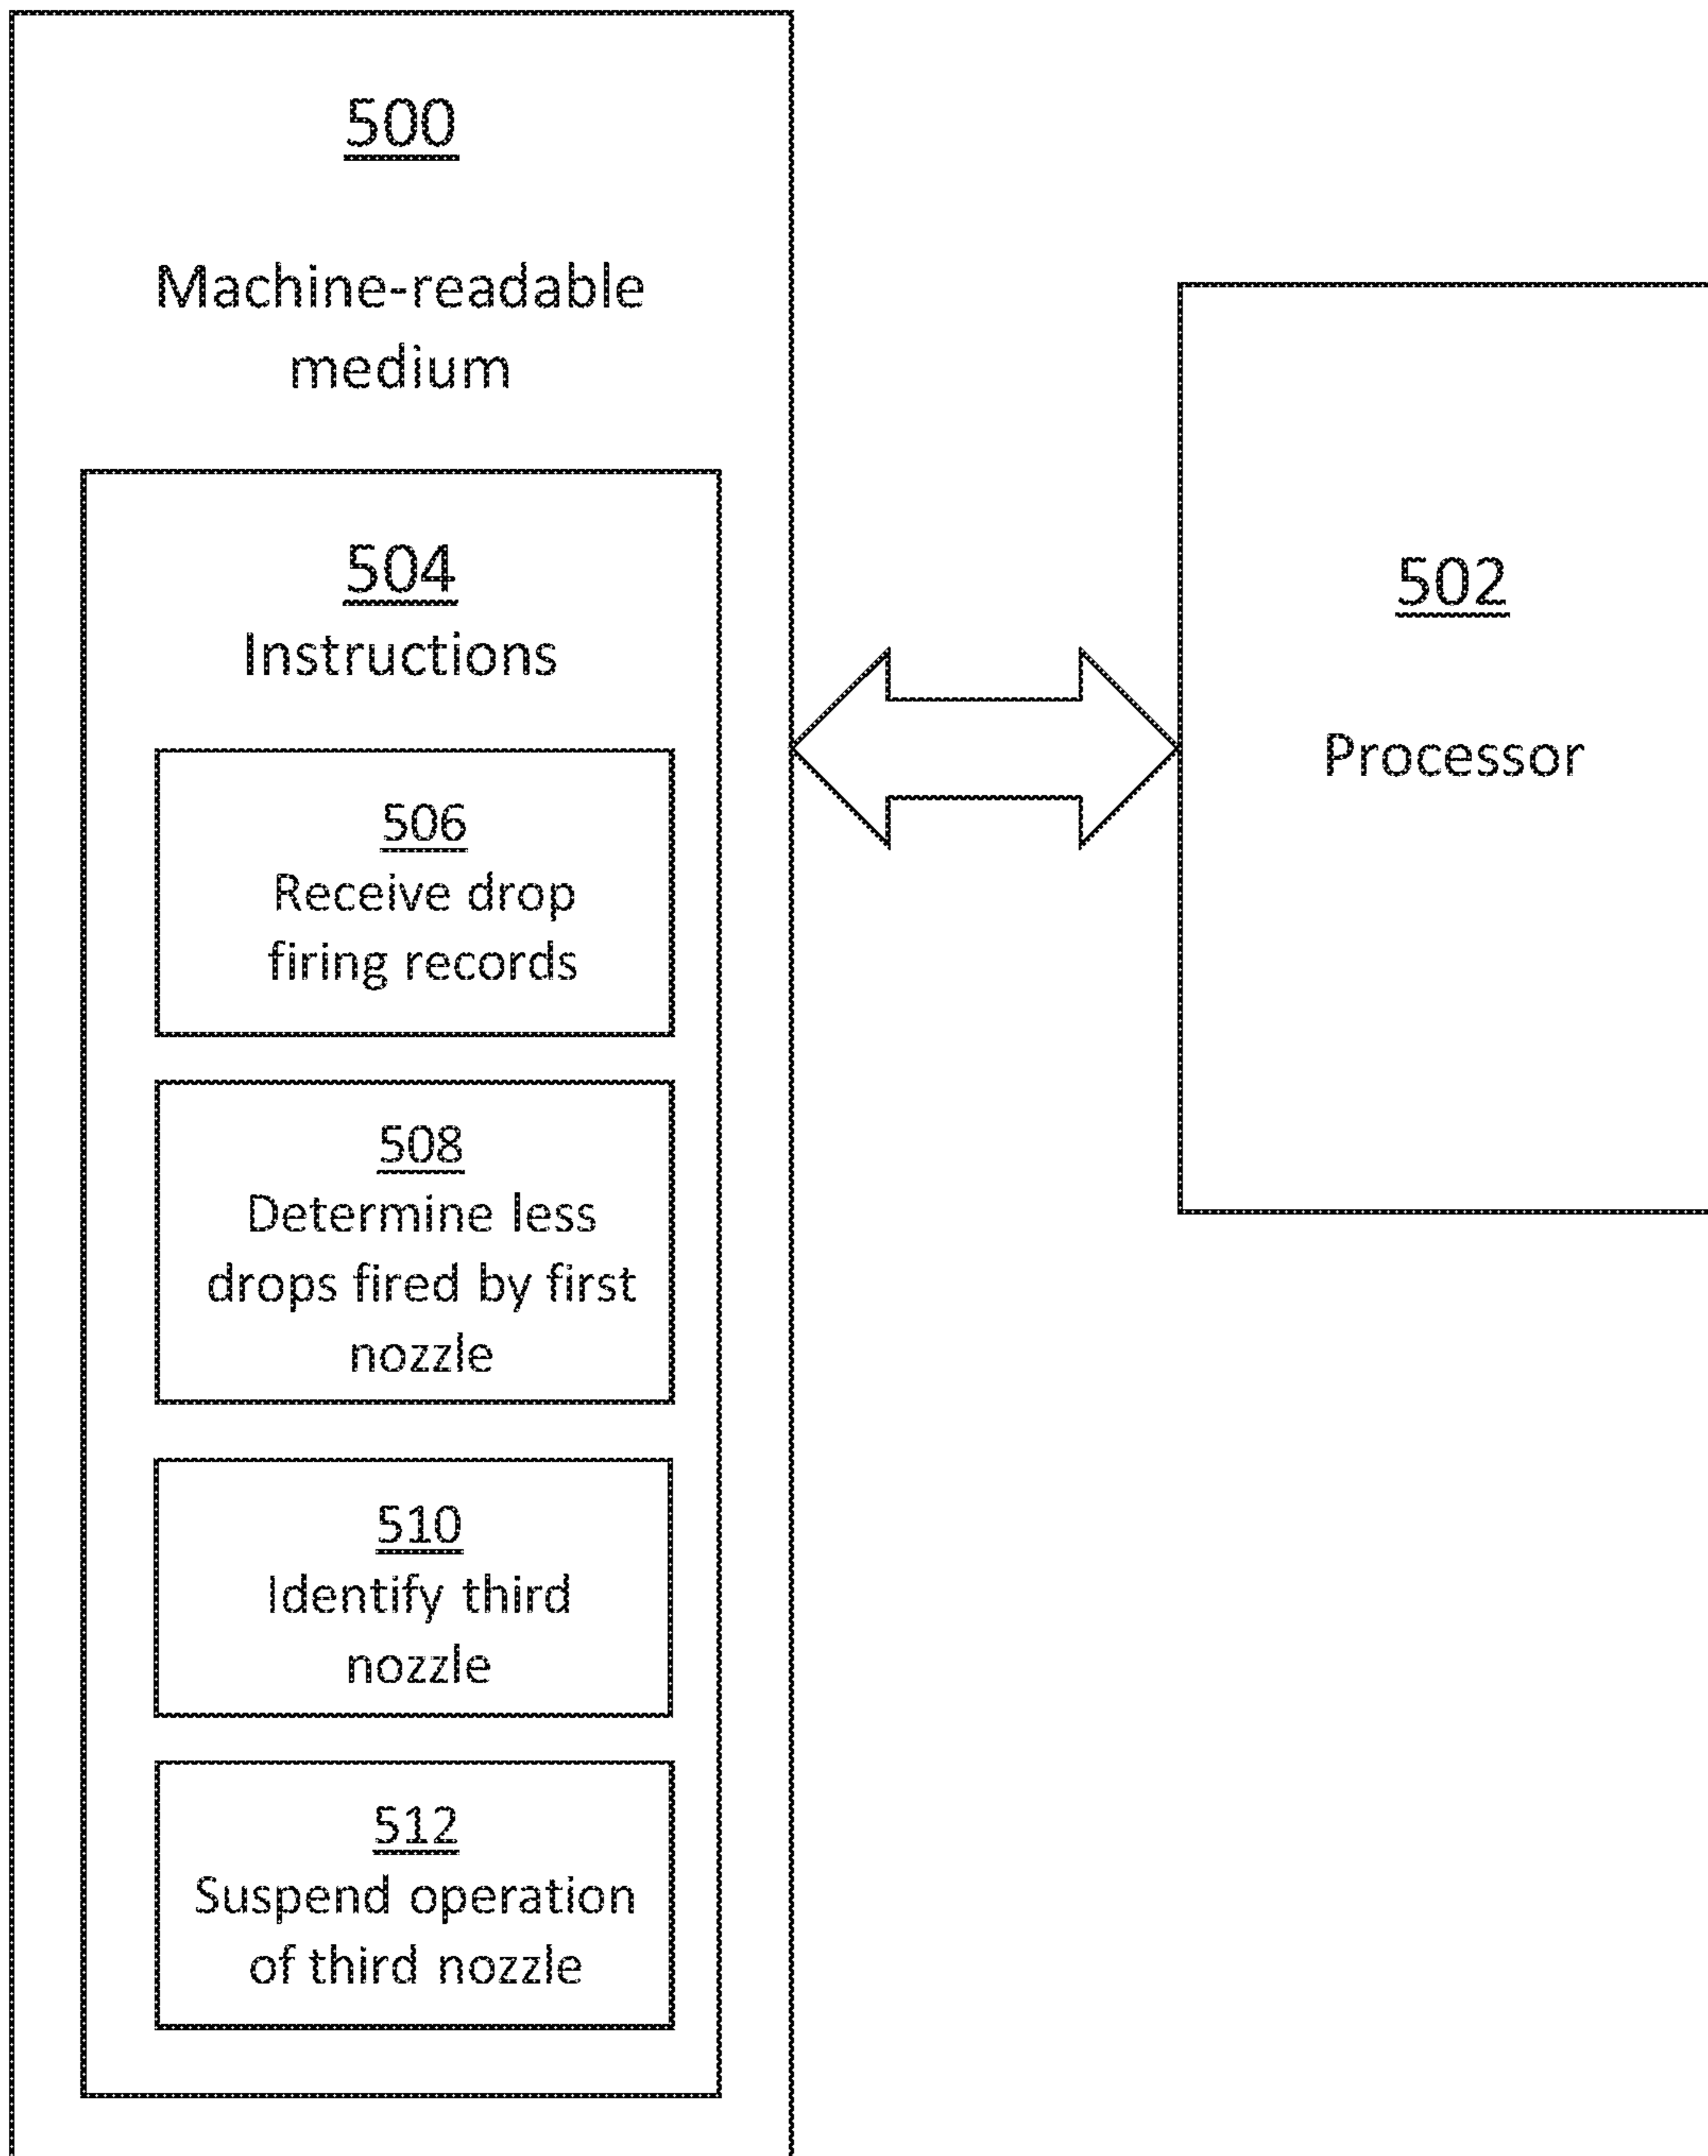 500
Machine-readable
medium
504
Instructions
506
Receive drop
firing records
508
Determine less
drops fired by first
nozzle
510
Identify third
nozzle
512
Suspend operation
of third nozzle
502
Processor